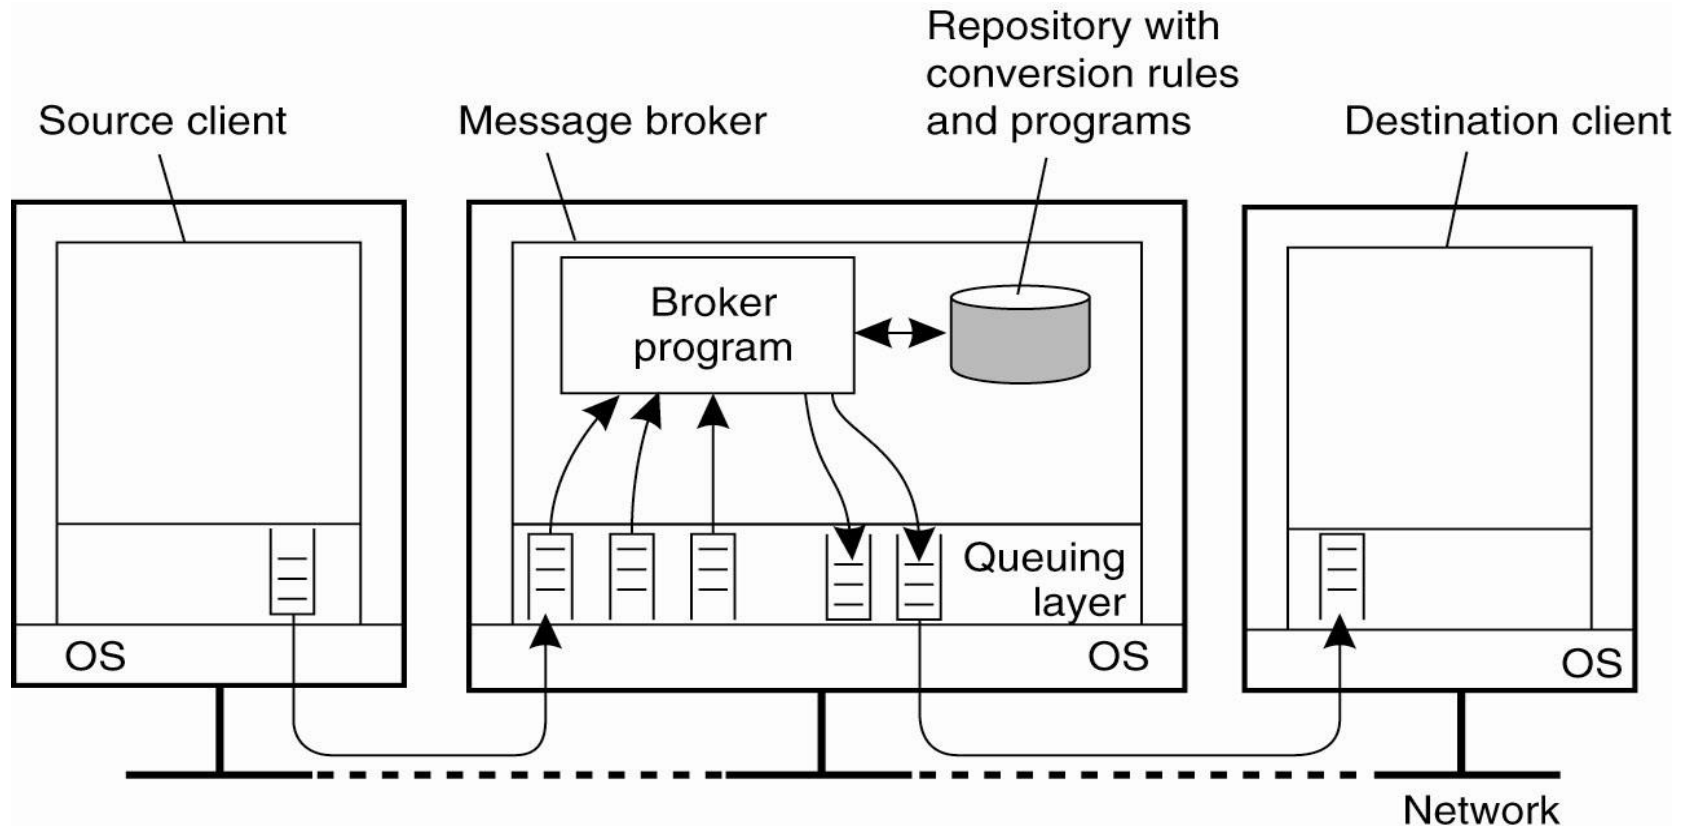 Source client
Message broker
Repository with
conversion rules
and programs
Destination client
Broker
program
Queuing
layer
OS
OS
OS
Network